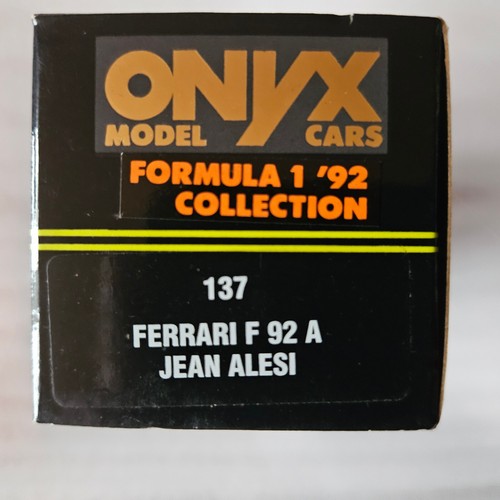 ONYX
MODEL CARS
FORMULA 1 '92
COLLECTION
137
FERRARI F 92 A
JEAN ALESI